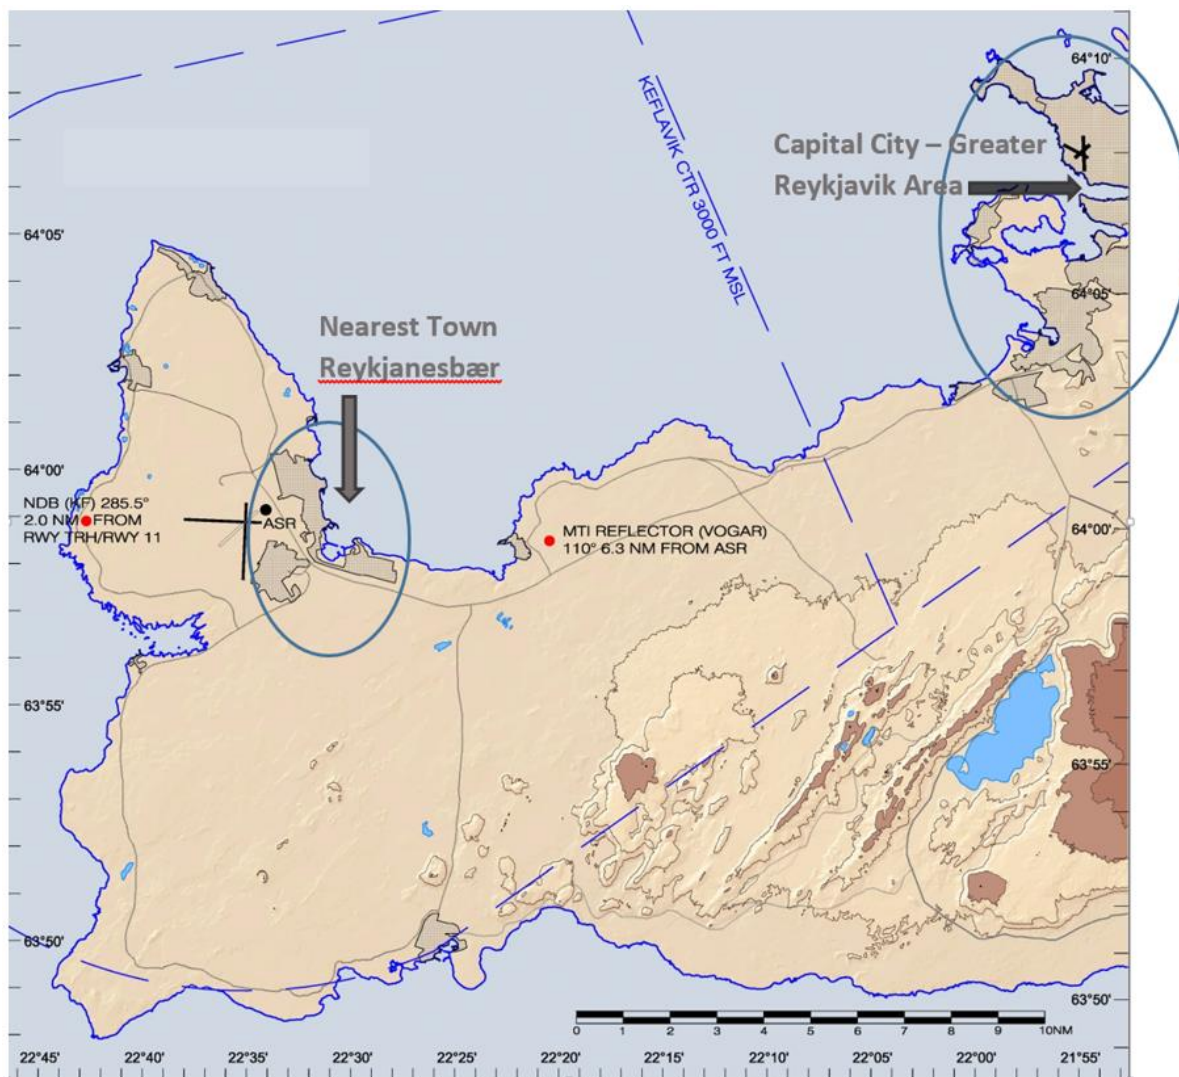 64°10'
KEFLAVIK CTR 3000 FT MSL
Capital City – Greater
Reykjavik Area
64°05'
64°05'
Nearest Town
Reykjanesbær
64°00'
NDB (KF) 285.5°
2.0 NM FROM
RWY TRH/RWY 11
ASR
MTI REFLECTOR (VOGAR)
110° 6.3 NM FROM ASR
64°00'
63°55'
63°55'
63°50'
63°50'
0 1 2 3 4 5 6 7 8 9 10NM
22°45' 22°40' 22°35' 22°30' 22°25' 22°20' 22°15' 22°10' 22°05' 22°00' 21°55'